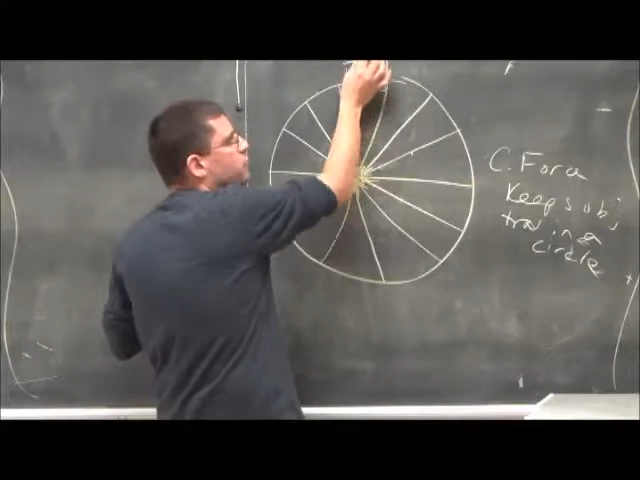 C. Force
Keeps obj
trav in a
circle